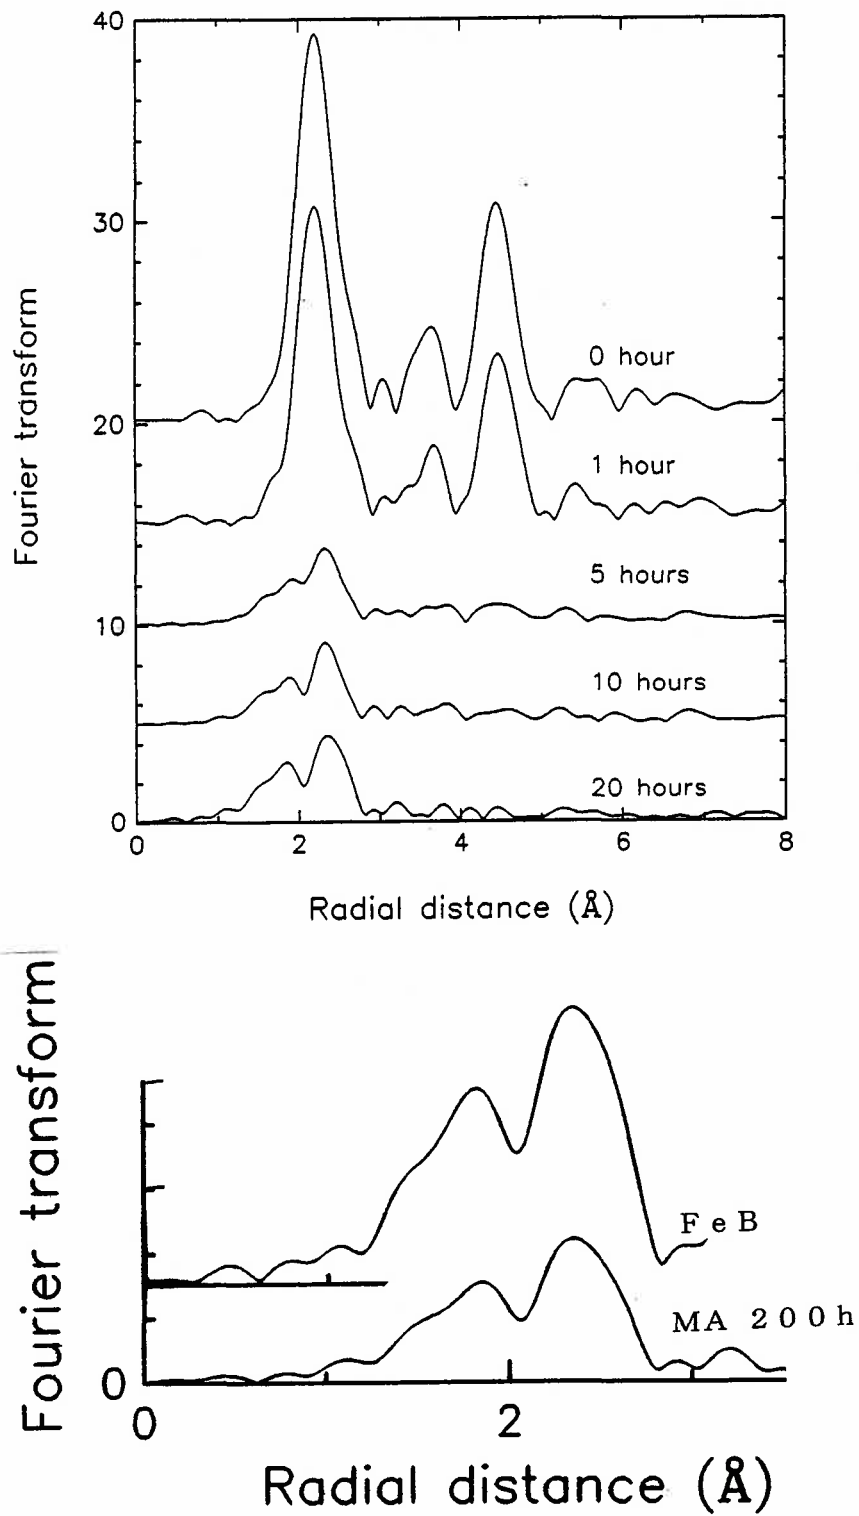 40
30
20
10
0
Fourier transform
0 hour
1 hour
5 hours
10 hours
20 hours
0 2 4 6 8
Radial distance (Å)
Fourier transform
FeB
MA 200h
0
0 2
Radial distance (Å)